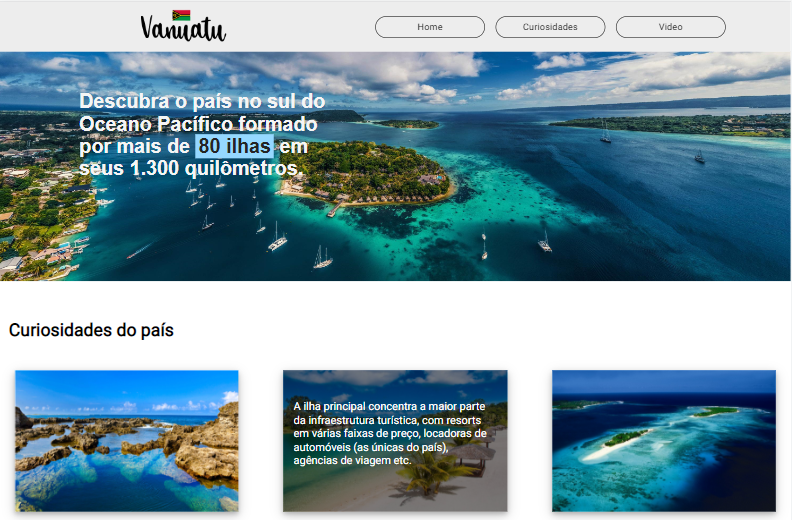 Vanuatu
Home
Curiosidades
Video
Descubra o país no sul do
Oceano Pacífico formado
por mais de 80 ilhas em
seus 1.300 quilômetros.
Curiosidades do país
A ilha principal concentra a maior parte
da infraestrutura turística, com resorts
em várias faixas de preço, locadoras de
automóveis (as únicas do país),
agências de viagem etc.